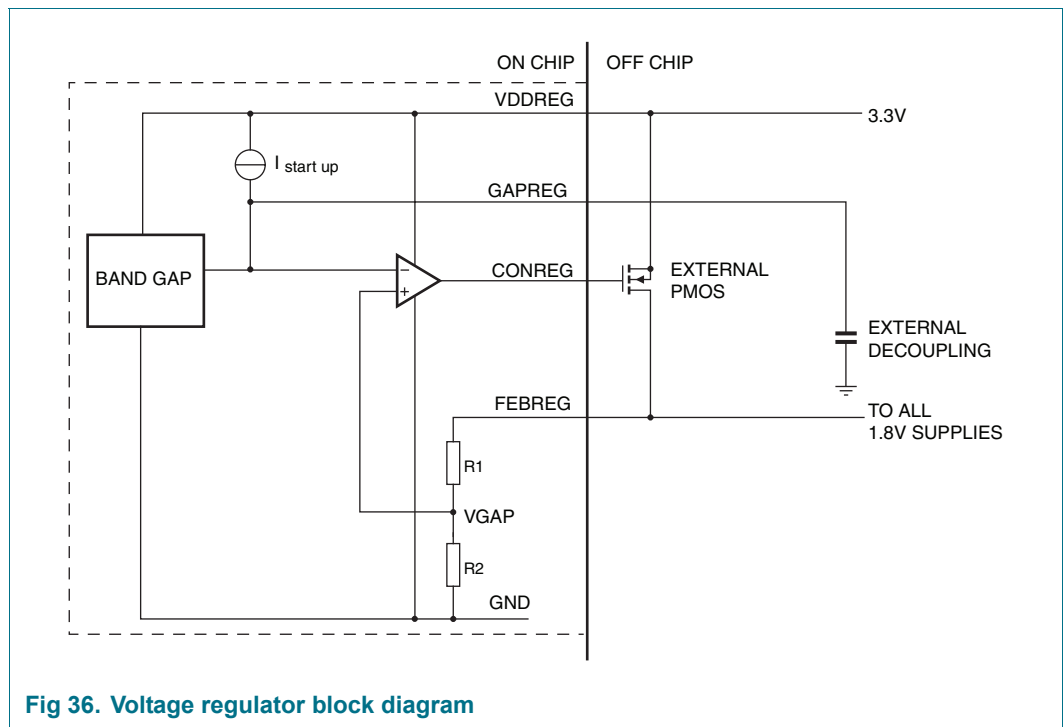 ON CHIP
OFF CHIP
VDDREG
3.3V
I start up
GAPREG
BAND GAP
−
+
CONREG
EXTERNAL
PMOS
EXTERNAL
DECOUPLING
FEBREG
TO ALL
1.8V SUPPLIES
R1
VGAP
R2
GND
Fig 36. Voltage regulator block diagram